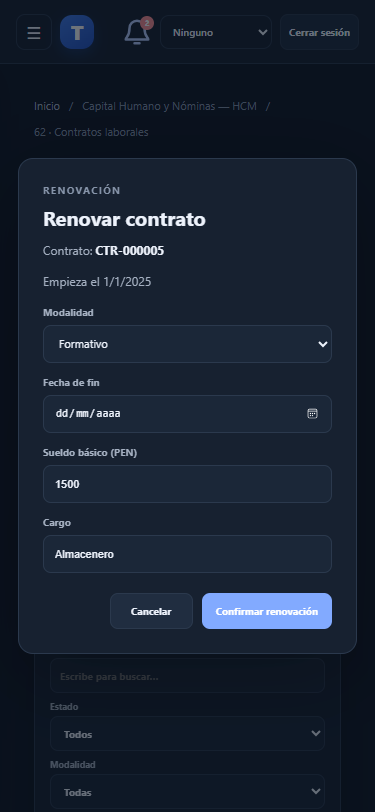 ☰ T 2 Ninguno Cerrar sesión
Inicio / Capital Humano y Nóminas — HCM /
62 · Contratos laborales
RENOVACIÓN
Renovar contrato
Contrato: CTR-000005
Empieza el 1/1/2025
Modalidad
Formativo
Fecha de fin
dd/mm/aaaa
Sueldo básico (PEN)
1500
Cargo
Almacenero
Cancelar Confirmar renovación
Escribe para buscar...
Estado
Todos
Modalidad
Todas